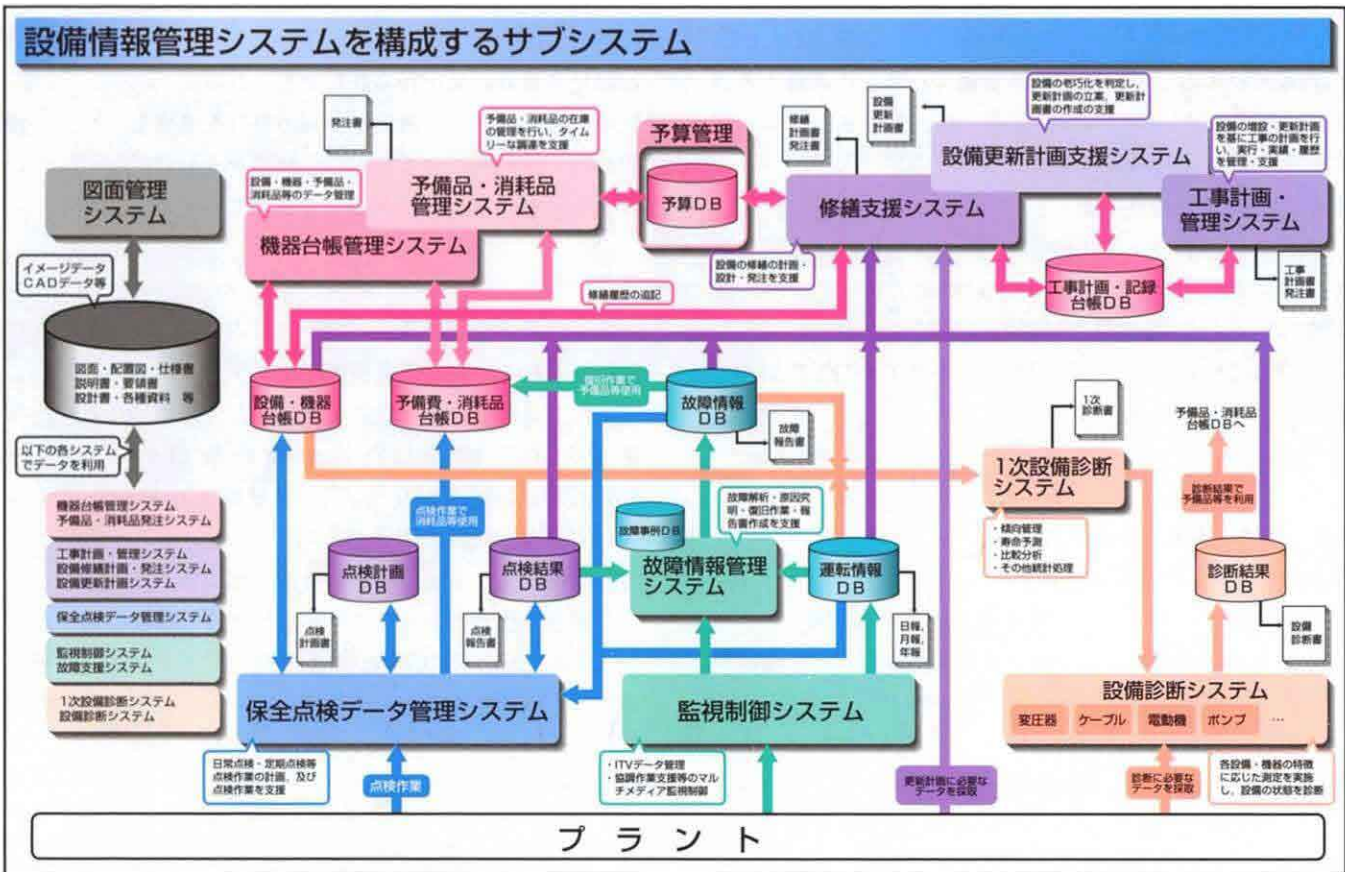 設備情報管理システムを構成するサブシステム
図面管理
システム
イメージデータ
CADデータ等
図面・配置図・仕様書
説明書・要領書
設計書・各種資料 等
以下の各システム
でデータを利用
機器台帳管理システム
予備品・消耗品発注システム
工事計画・管理システム
設備修繕計画・発注システム
設備更新計画システム
保全点検データ管理システム
監視制御システム
故障支援システム
1次設備診断システム
設備診断システム
発注書
予備品・消耗品の在庫
の管理を行い、タイム
リーな調達を支援
設備・機器・予備品・
消耗品等のデータ管理
予備品・消耗品
管理システム
機器台帳管理システム
予算管理
予算DB
修繕
計画書
発注書
設備
更新
計画書
設備の老巧化を判定し、
更新計画の立案、更新計
画書の作成の支援
設備更新計画支援システム
修繕支援システム
設備の修繕の計画・
設計・発注を支援
設備の増設・更新計画
を基に工事の計画を行
い、実行・実績・履歴
を管理・支援
工事計画・
管理システム
工事
計画書
発注書
工事計画・記録
台帳DB
修繕履歴の追記
設備・機器
台帳DB
予備費・消耗品
台帳DB
復旧作業で
予備品等使用
故障情報
DB
故障
報告書
1次
診断書
1次設備診断
システム
・傾向管理
・寿命予測
・比較分析
・その他統計処理
予備品・消耗品
台帳DBへ
診断結果で
予備品等を利用
診断結果
DB
設備
診断書
点検作業で
消耗品等使用
点検計画
DB
点検
計画書
点検結果
DB
点検
報告書
故障事例DB
故障解析・原因究
明・復旧作業・報
告書作成を支援
故障情報管理
システム
運転情報
DB
日報、
月報、
年報
保全点検データ管理システム
日常点検・定期点検等
点検作業の計画、及び
点検作業を支援
点検作業
監視制御システム
・ITVデータ管理
・協調作業支援等のマル
チメディア監視制御
更新計画に必要な
データを採取
設備診断システム
変圧器 ケーブル 電動機 ポンプ …
診断に必要な
データを採取
各設備・機器の特徴
に応じた測定を実施
し、設備の状態を診断
プラント